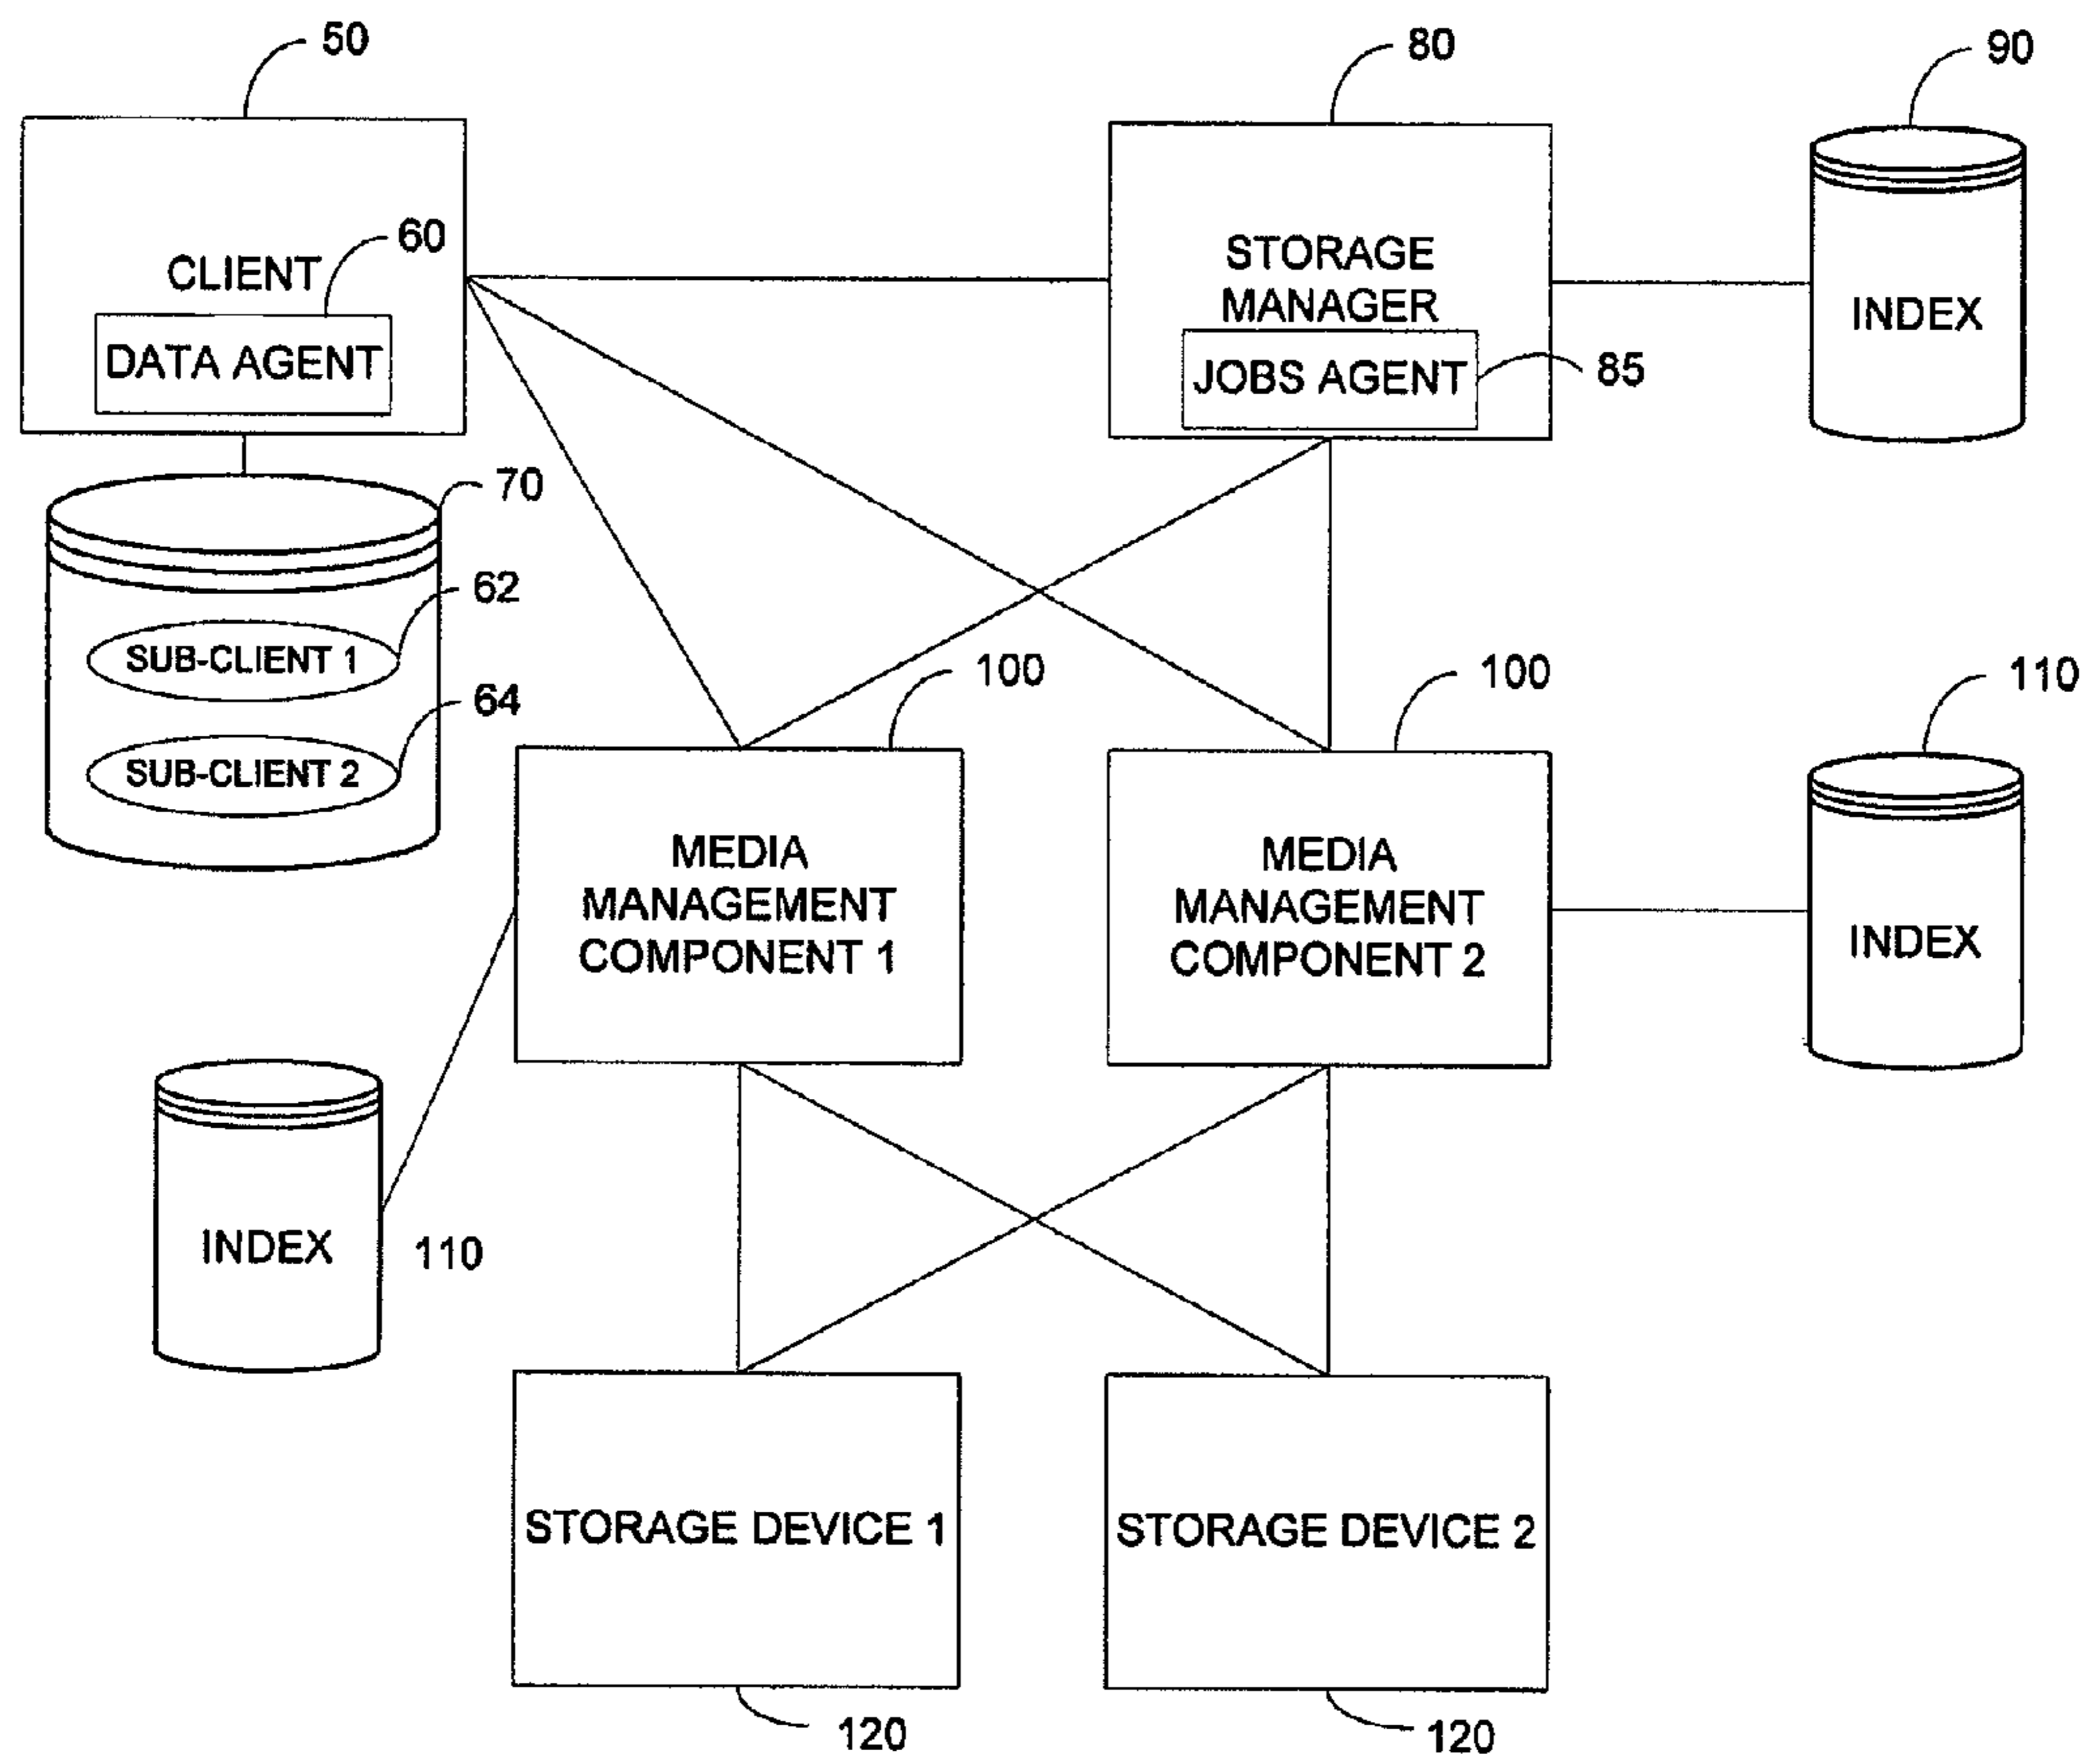 50
80
90
CLIENT
60
DATA AGENT
STORAGE
MANAGER
JOBS AGENT
85
INDEX
70
62
SUB-CLIENT 1
64
SUB-CLIENT 2
100
100
110
MEDIA
MANAGEMENT
COMPONENT 1
MEDIA
MANAGEMENT
COMPONENT 2
INDEX
INDEX
110
STORAGE DEVICE 1
STORAGE DEVICE 2
120
120